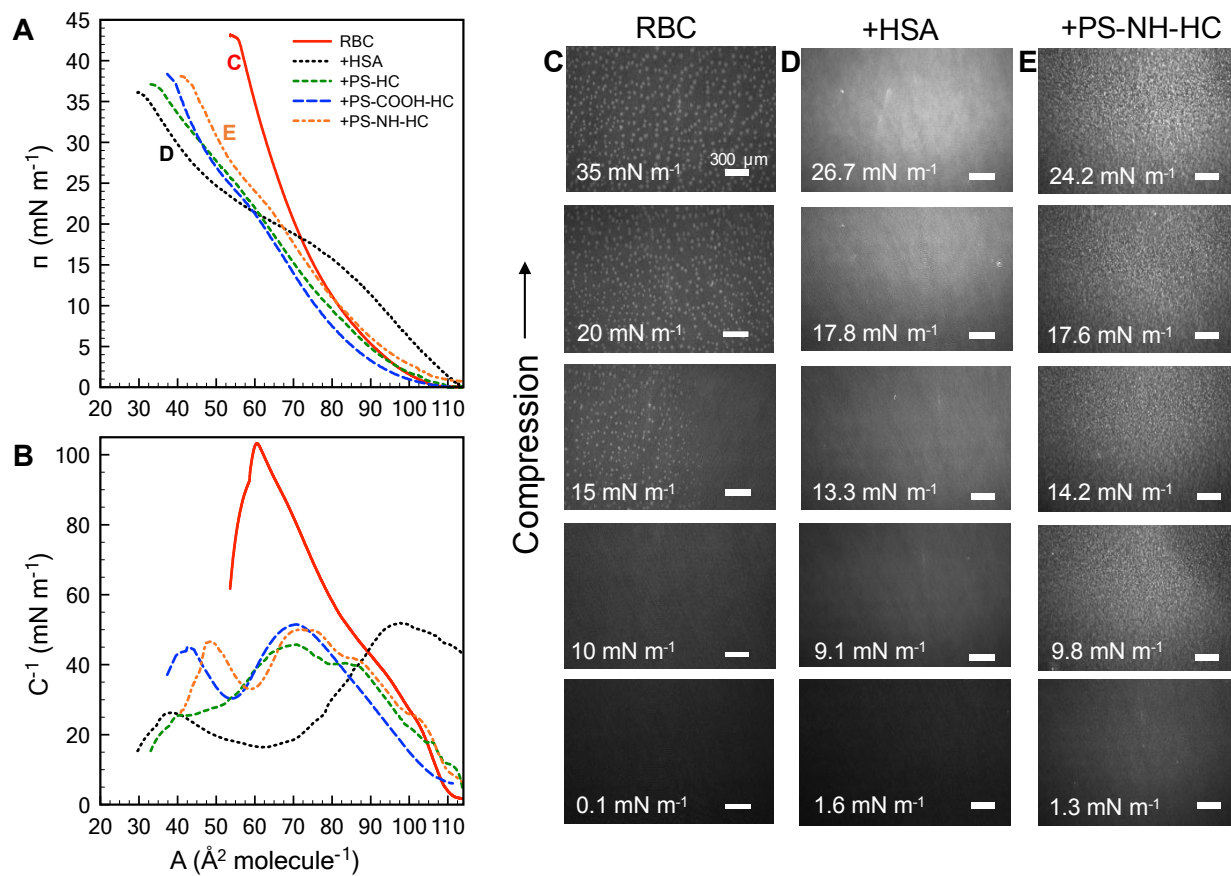 A
45
40
35
30
25
20
15
10
5
0
п (mN m-1)
20 30 40 50 60 70 80 90 100 110
RBC
+HSA
+PS-HC
+PS-COOH-HC
+PS-NH-HC
C
D
E
B
100
80
60
40
20
0
C-1 (mN m-1)
20 30 40 50 60 70 80 90 100 110
A (Å2 molecule-1)
Compression
RBC
C
300 µm
35 mN m-1
20 mN m-1
15 mN m-1
10 mN m-1
0.1 mN m-1
+HSA
D
26.7 mN m-1
17.8 mN m-1
13.3 mN m-1
9.1 mN m-1
1.6 mN m-1
+PS-NH-HC
E
24.2 mN m-1
17.6 mN m-1
14.2 mN m-1
9.8 mN m-1
1.3 mN m-1